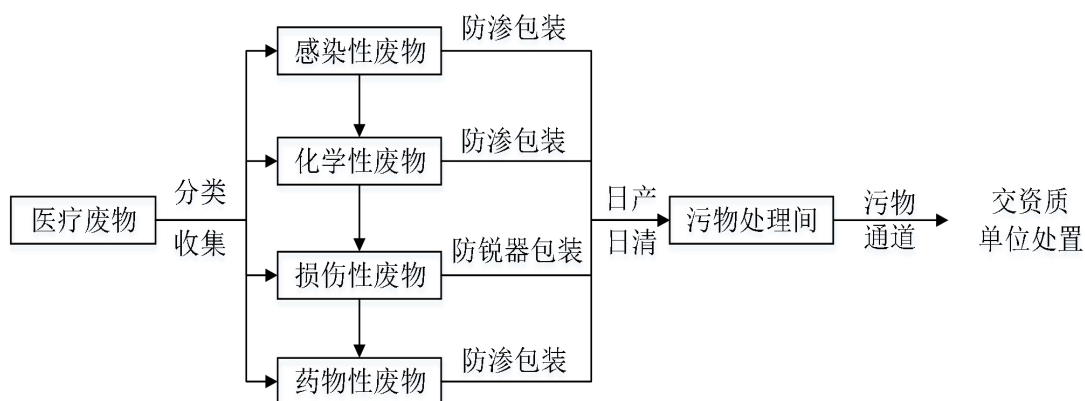 医疗废物
分类
收集
感染性废物
防渗包装
化学性废物
防渗包装
损伤性废物
防锐器包装
药物性废物
防渗包装
日产
日清
污物处理间
污物
通道
交资质
单位处置